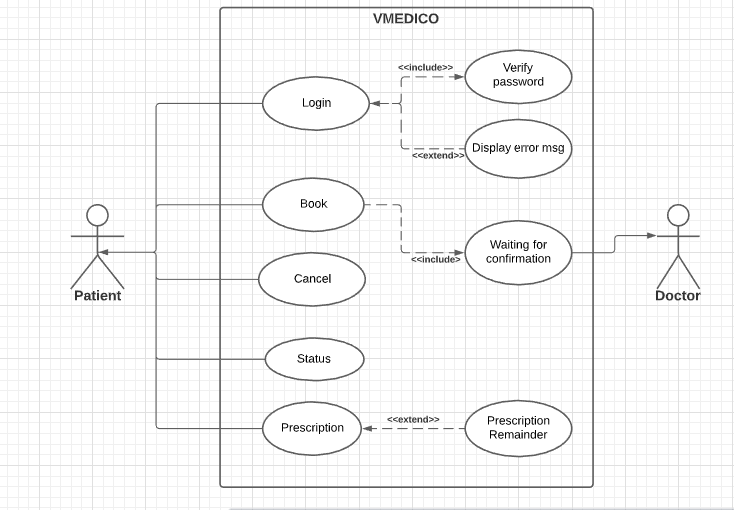 VMEDICO
<<include>>
Verify
password
Login
Display error msg
<<extend>>
Book
Waiting for
confirmation
<<include>
Cancel
Patient
Doctor
Status
<<extend>>
Prescription
Prescription
Remainder